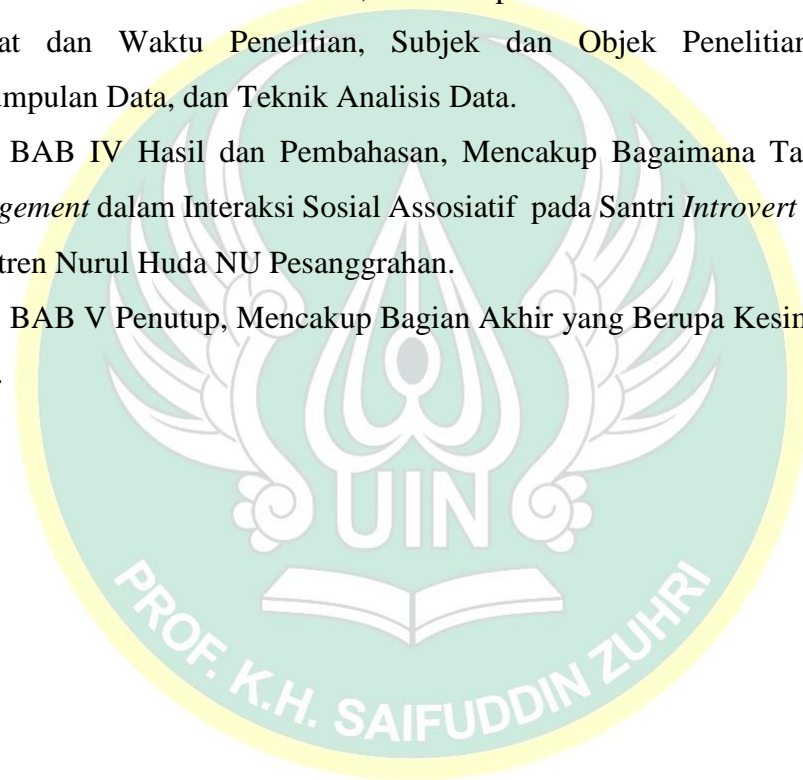 at dan Waktu Penelitian, Subjek dan Objek Penelitian
umpulan Data, dan Teknik Analisis Data.
BAB IV Hasil dan Pembahasan, Mencakup Bagaimana Ta
gement dalam Interaksi Sosial Assosiatif pada Santri Introvert
tren Nurul Huda NU Pesanggrahan.
BAB V Penutup, Mencakup Bagian Akhir yang Berupa Kesim
.
UIN
PROF. K.H. SAIFUDDIN ZUHRI